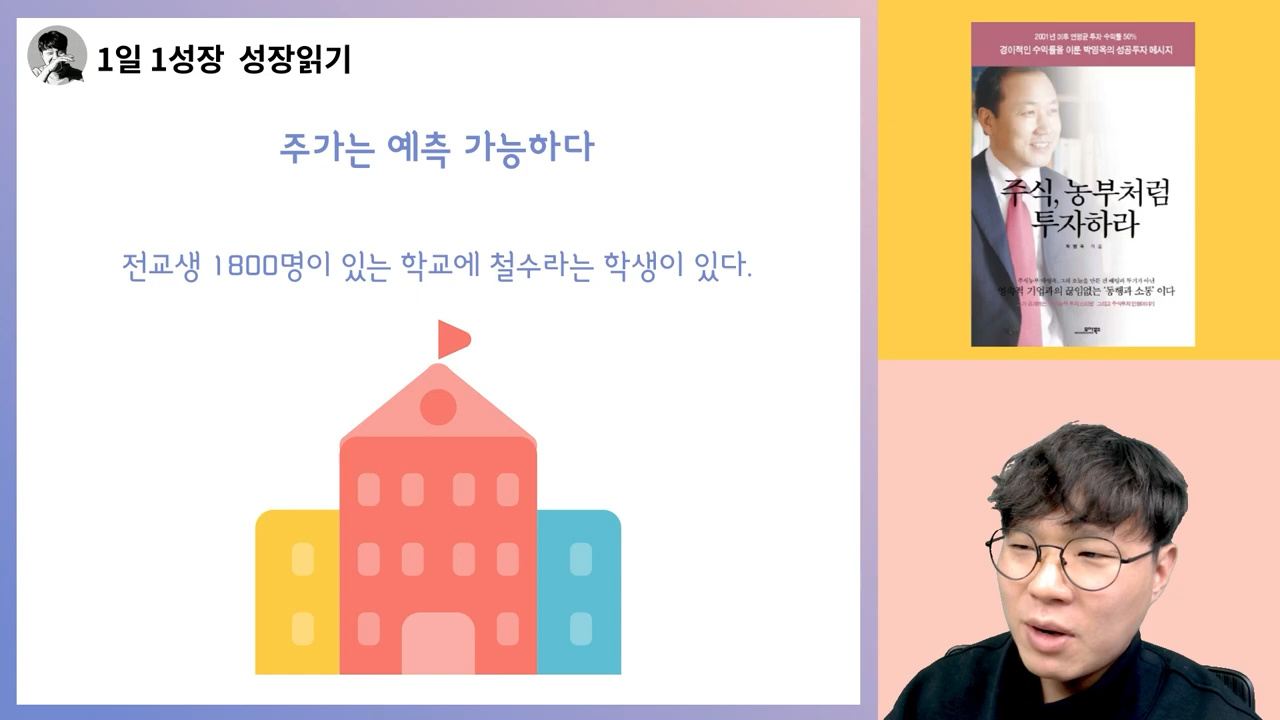 1일 1성장 성장읽기
주가는 예측 가능하다
전교생 1800명이 있는 학교에 철수라는 학생이 있다.
2001년 이후 연평균 투자 수익률 50%
경이적인 수익률을 이룬 박영옥의 성공투자 메시지
주식, 농부처럼
투자하라
박영옥 지음
기업과의 끊임없는 '동행과 소통' 이다